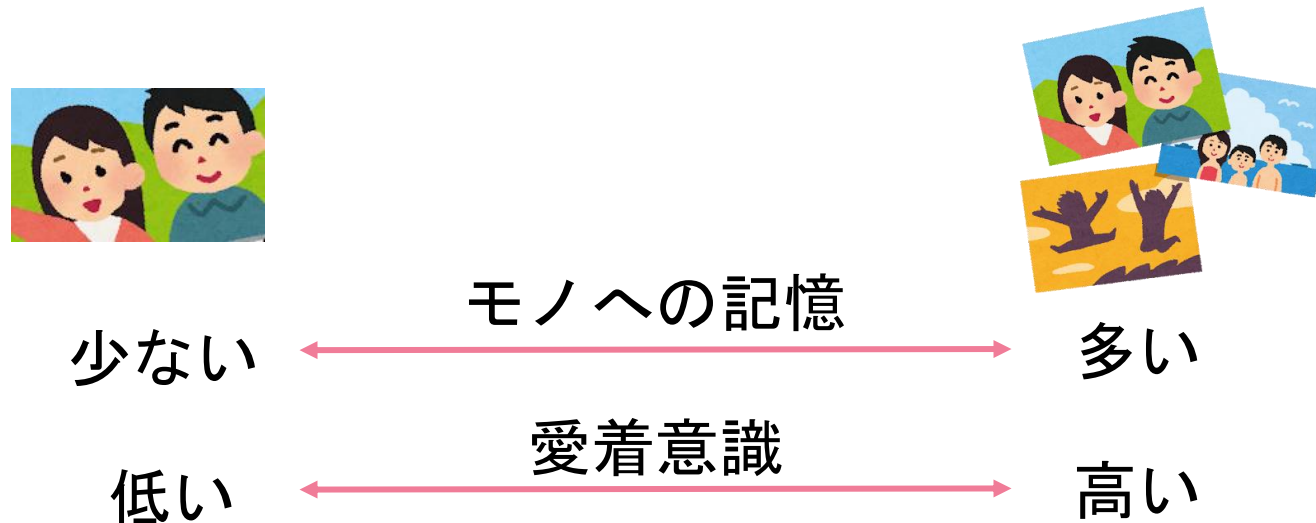 モノへの記憶
少ない
多い
愛着意識
低い
高い